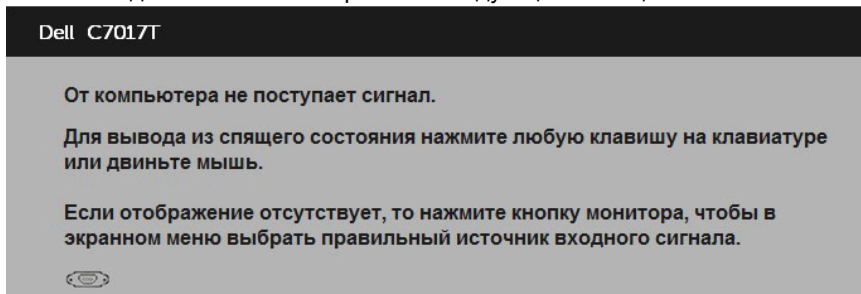 Dell C7017T
От компьютера не поступает сигнал.
Для вывода из спящего состояния нажмите любую клавишу на клавиатуре
или двиньте мышь.
Если отображение отсутствует, то нажмите кнопку монитора, чтобы в
экранном меню выбрать правильный источник входного сигнала.